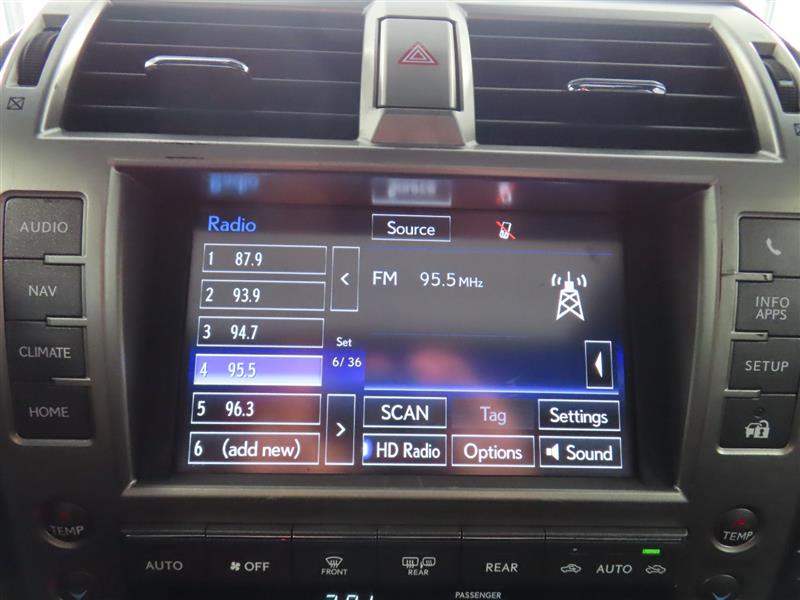 AUDIO
NAV
CLIMATE
HOME
Radio
Source
1 87.9
2 93.9
3 94.7
4 95.5
5 96.3
6 (add new)
<
Set
6/36
>
FM 95.5 MHz
SCAN
Tag
Settings
HD Radio
Options
Sound
INFO
APPS
SETUP
TEMP
TEMP
AUTO
OFF
FRONT
REAR
REAR
AUTO
PASSENGER